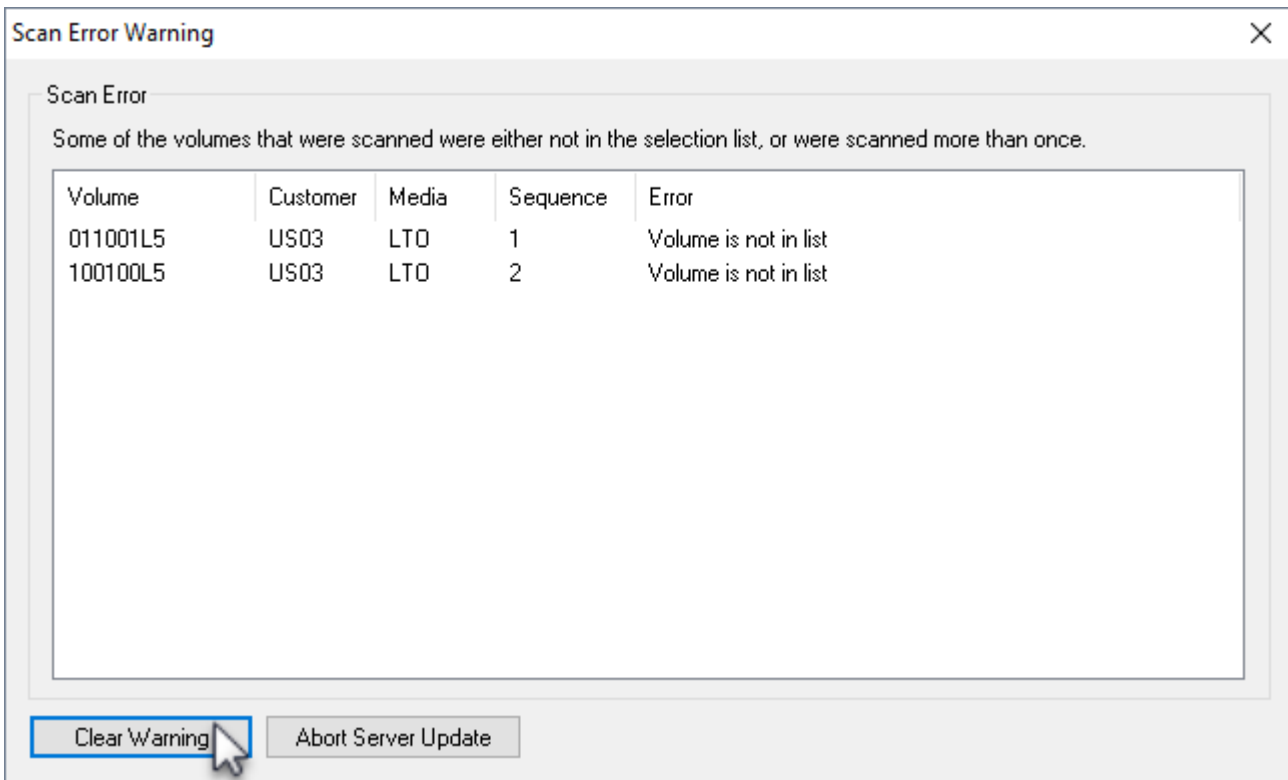 Scan Error Warning
Scan Error
Some of the volumes that were scanned were either not in the selection list, or were scanned more than once.
Volume Customer Media Sequence Error
011001L5 US03 LTO 1 Volume is not in list
100100L5 US03 LTO 2 Volume is not in list
Clear Warning Abort Server Update